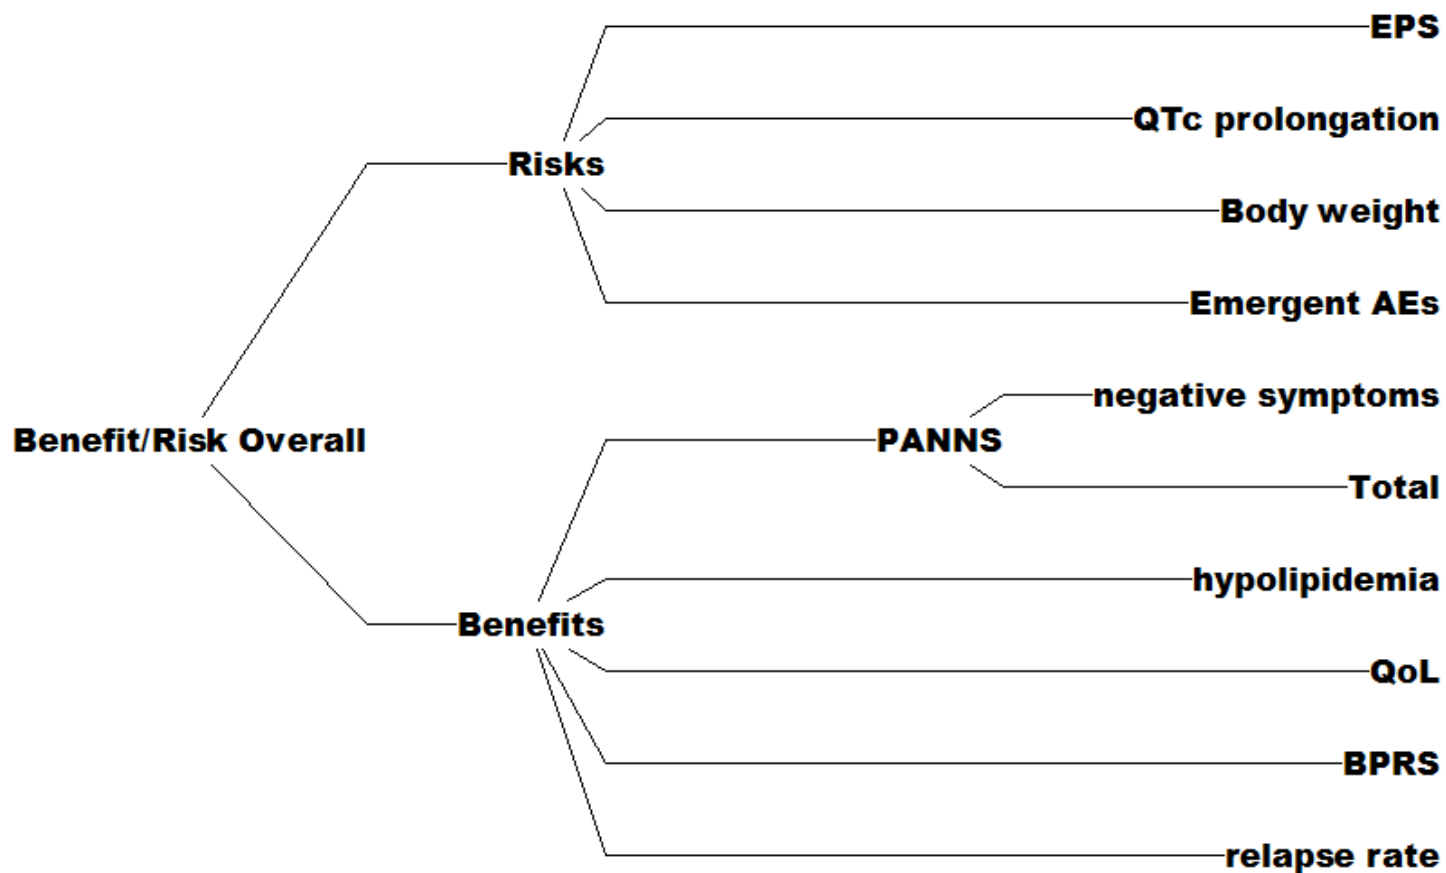 EPS
QTc prolongation
Risks
Body weight
Emergent AEs
negative symptoms
Benefit/Risk Overall
PANNS
Total
hypolipidemia
Benefits
QoL
BPRS
relapse rate